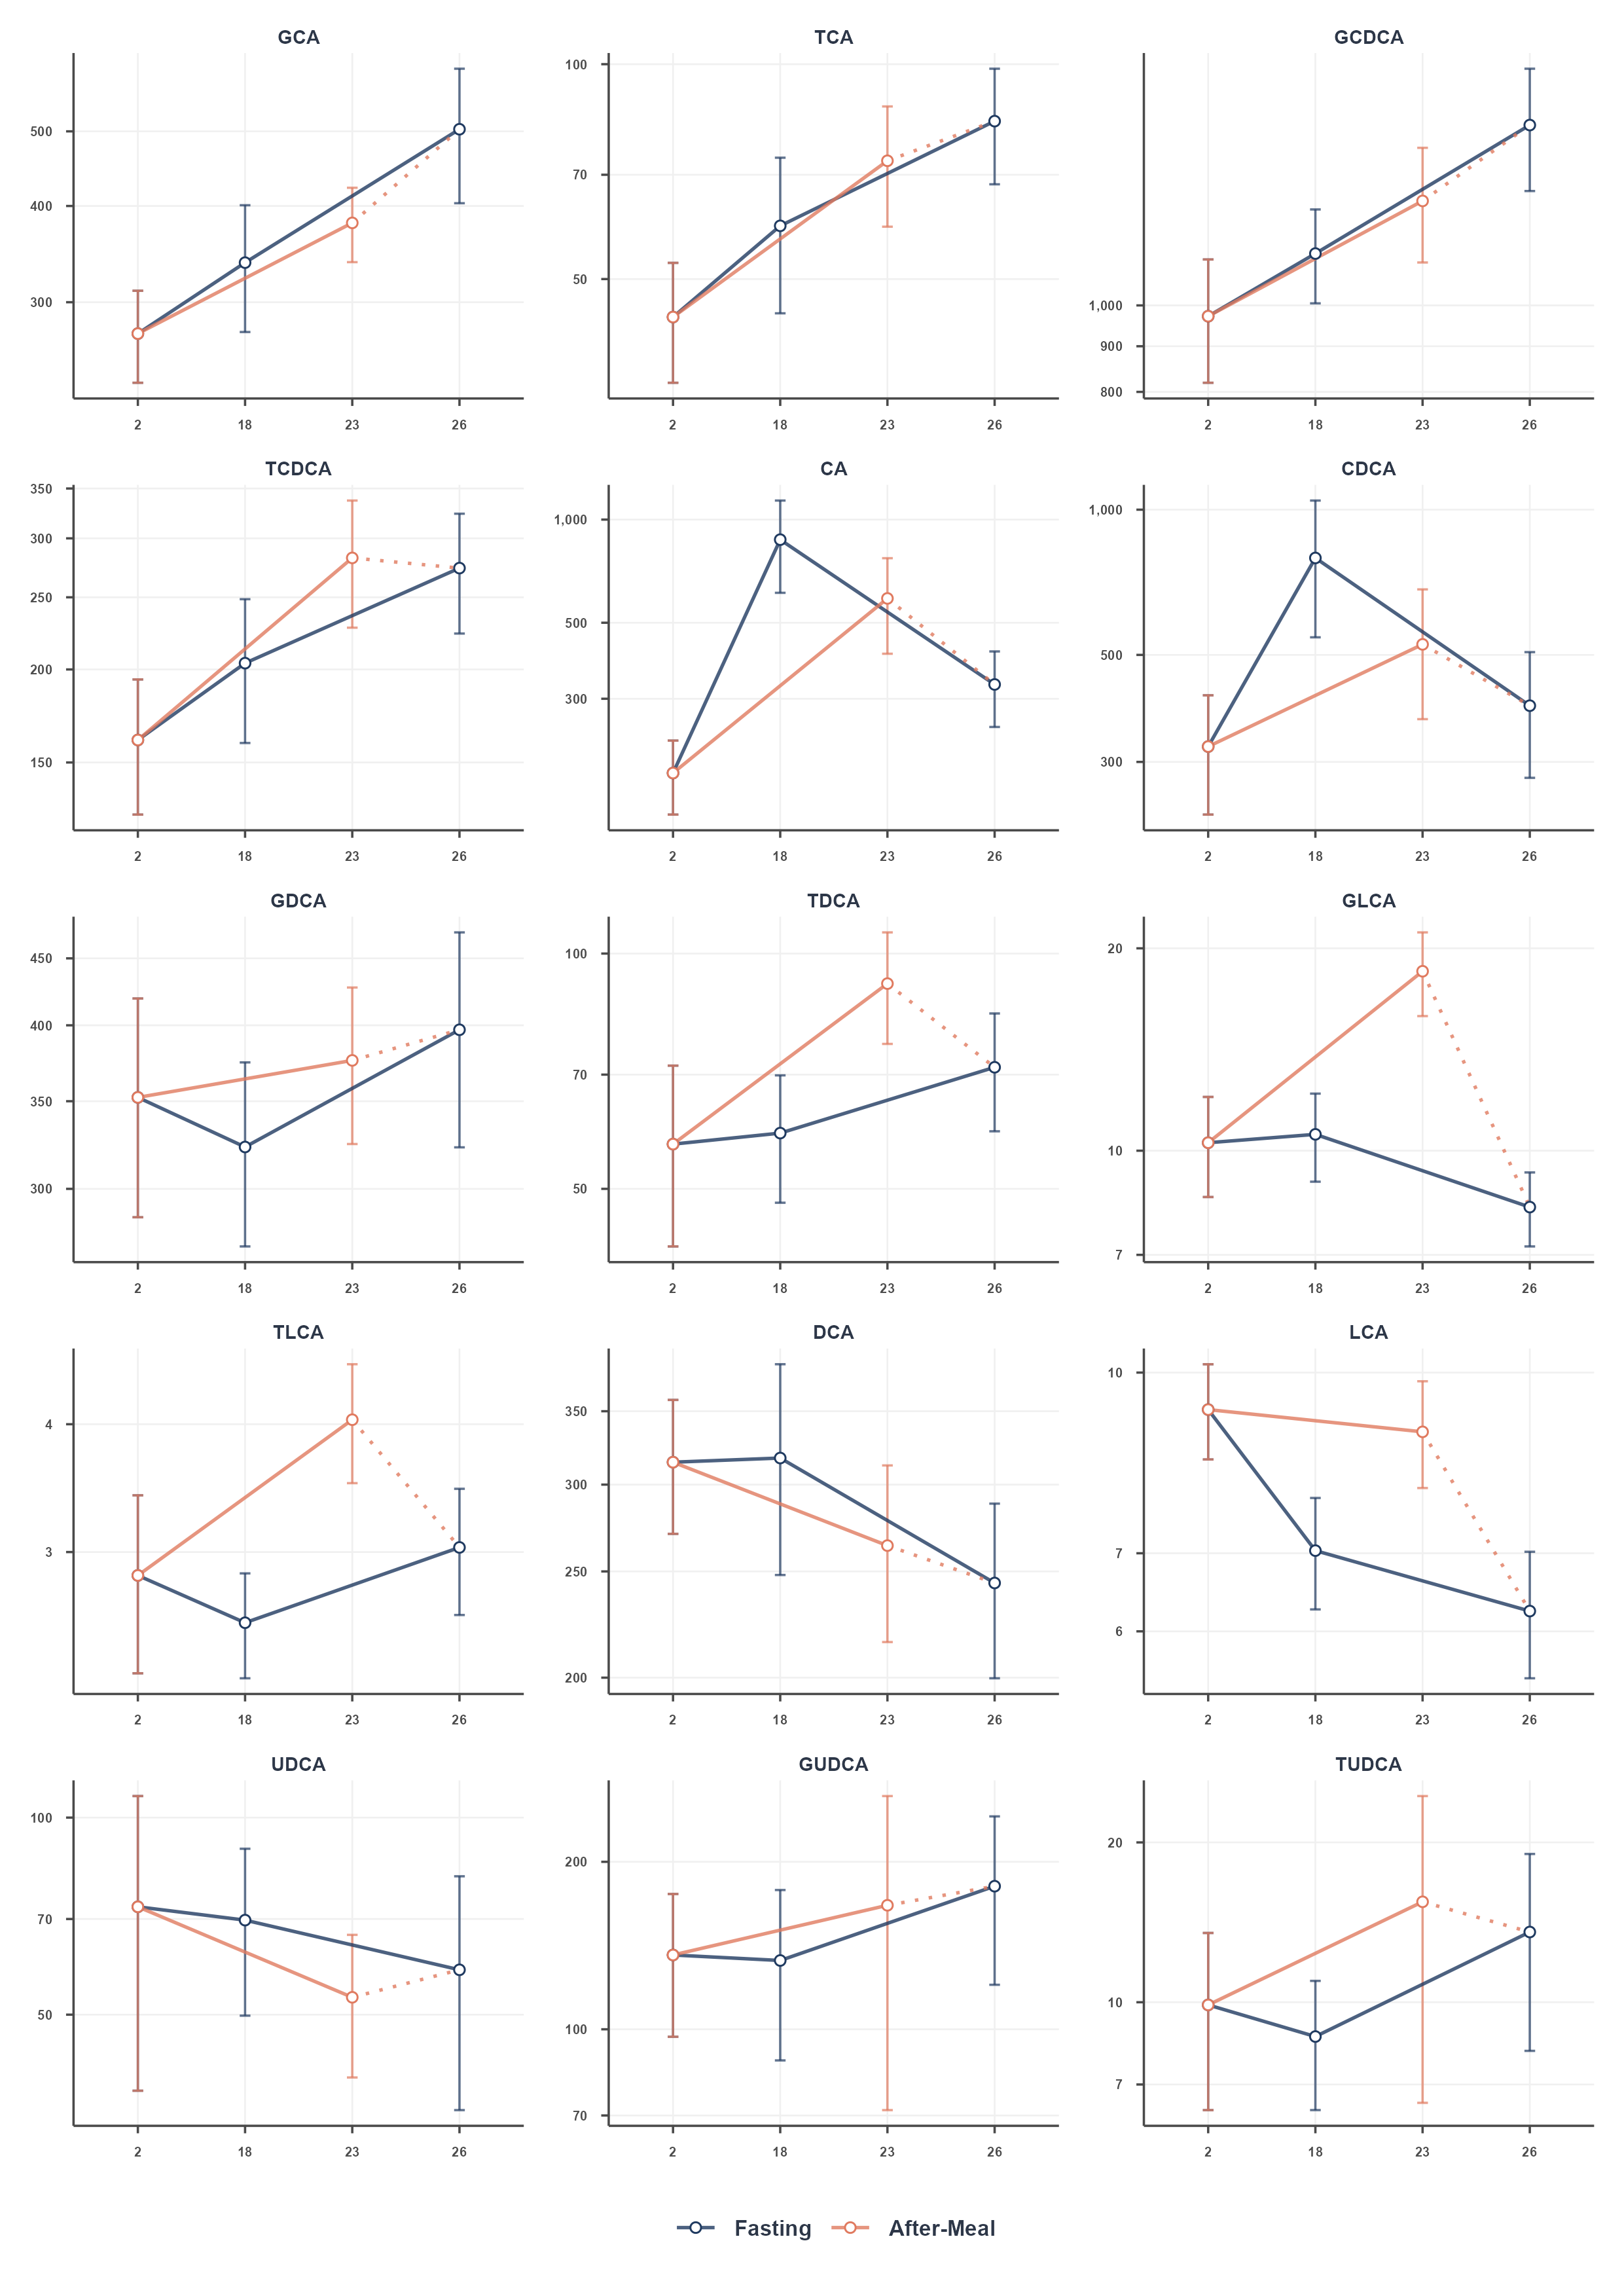 GCA
TCA
GCDCA
500
400
300
2 18 23 26
100
70
50
2 18 23 26
1,000
900
800
2 18 23 26
TCDCA
CA
CDCA
350
300
250
200
150
2 18 23 26
1,000
500
300
2 18 23 26
1,000
500
300
2 18 23 26
GDCA
TDCA
GLCA
450
400
350
300
2 18 23 26
100
70
50
2 18 23 26
20
10
7
2 18 23 26
TLCA
DCA
LCA
4
3
2 18 23 26
350
300
250
200
2 18 23 26
10
7
6
2 18 23 26
UDCA
GUDCA
TUDCA
100
70
50
2 18 23 26
200
100
70
2 18 23 26
20
10
7
2 18 23 26
Fasting After-Meal